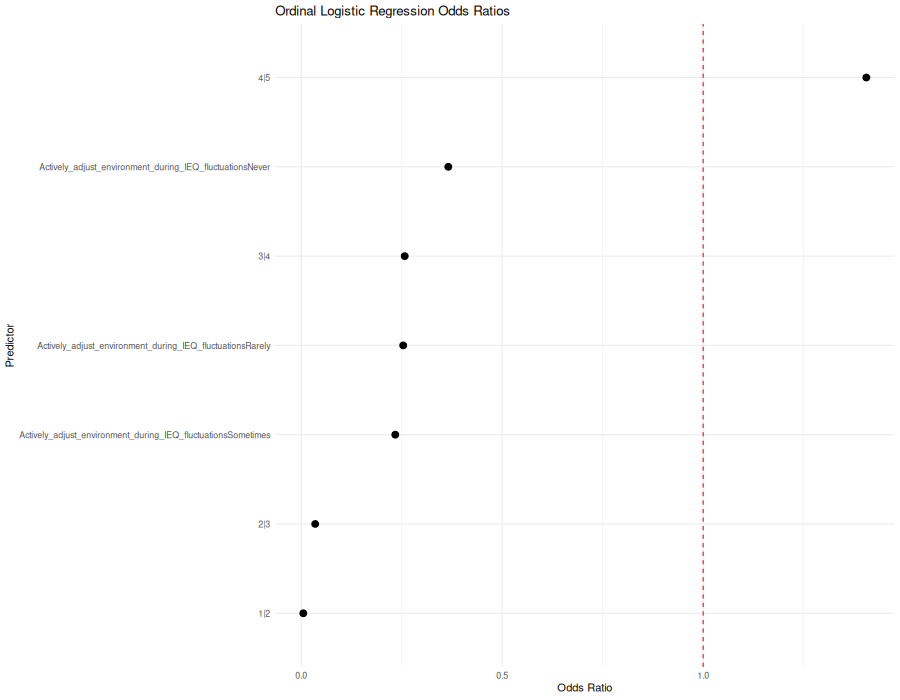 Ordinal Logistic Regression Odds Ratios
4|5
Actively_adjust_environment_during_IEQ_fluctuationsNever
3|4
Actively_adjust_environment_during_IEQ_fluctuationsRarely
Predictor
Actively_adjust_environment_during_IEQ_fluctuationsSometimes
2|3
1|2
0.0 0.5 1.0
Odds Ratio